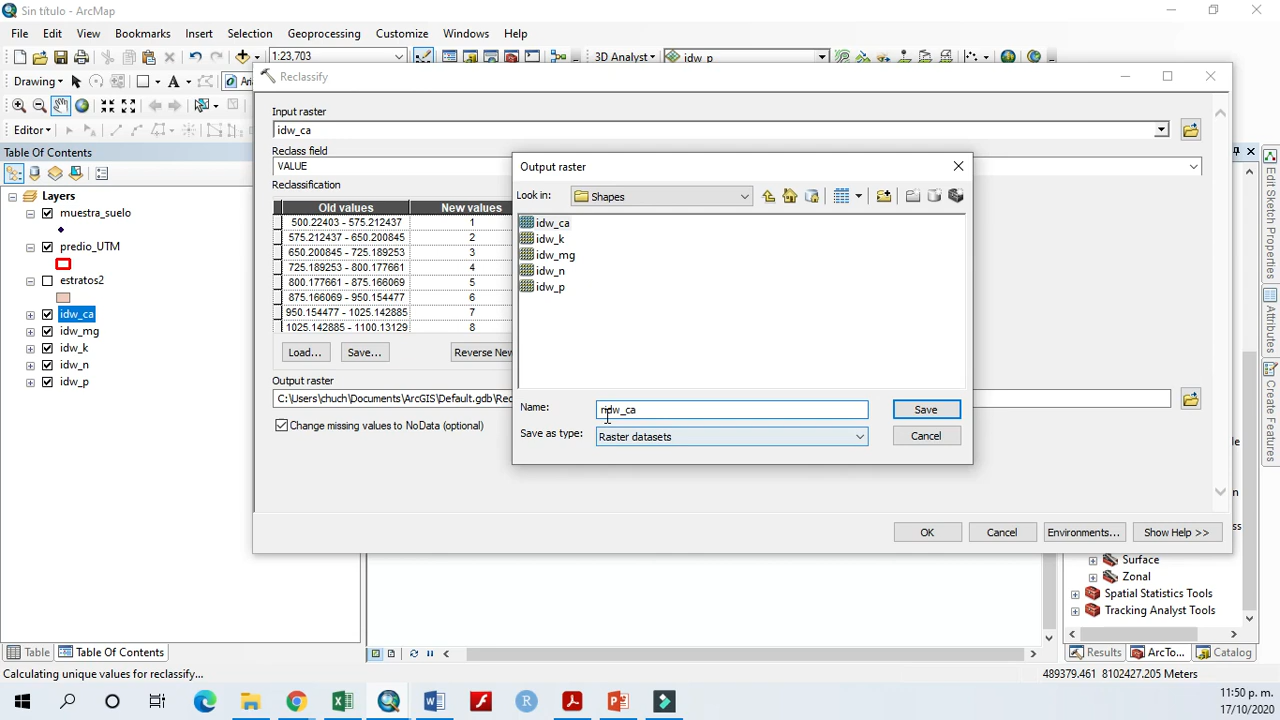 Sin título - ArcMap
File Edit View Bookmarks Insert Selection Geoprocessing Customize Windows Help
1:23,703 3D Analyst idw_p
Drawing
Reclassify
Editor
Table Of Contents
Layers
muestra_suelo
predio_UTM
estratos2
idw_ca
idw_mg
idw_k
idw_n
idw_p
Input raster
idw_ca
Reclass field
VALUE
Reclassification
Old values New values
500.22403 - 575.212437 1
575.212437 - 650.200845 2
650.200845 - 725.189253 3
725.189253 - 800.177661 4
800.177661 - 875.166069 5
875.166069 - 950.154477 6
950.154477 - 1025.142885 7
1025.142885 - 1100.13129 8
Load... Save... Reverse New
Output raster
C:\Users\chuch\Documents\ArcGIS\Default.gdb\Rec
Change missing values to NoData (optional)
OK Cancel Environments... Show Help >>
Output raster
Look in: Shapes
idw_ca
idw_k
idw_mg
idw_n
idw_p
Name: ridw_ca Save
Save as type: Raster datasets Cancel
Surface
Zonal
Spatial Statistics Tools
Tracking Analyst Tools
Search
Attributes
Create Features
Table Table Of Contents Results ArcTo... Catalog
Calculating unique values for reclassify... 489379.461 8102427.205 Meters
11:50 p. m.
17/10/2020